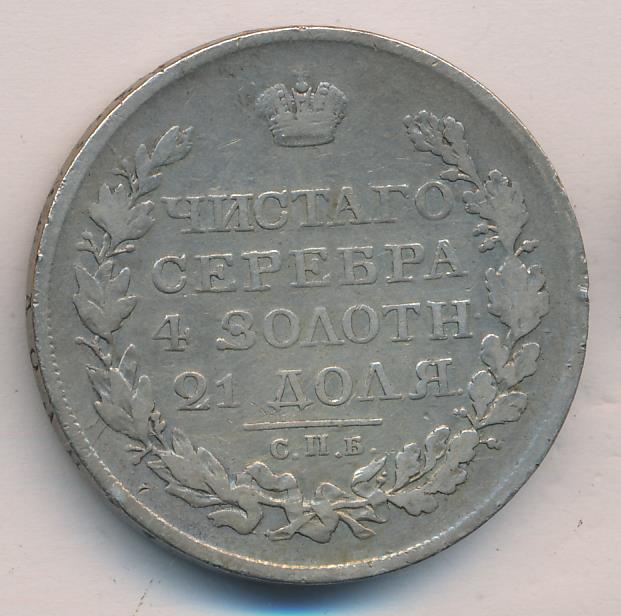 ЧИСТАГО
СЕРЕБРА
4 ЗОЛОТН
21 ДОЛЯ
С.П.Б.